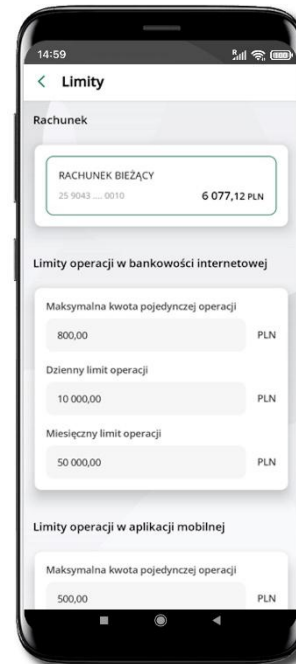 14:59
R
100
Limity
Rachunek
RACHUNEK BIEŻĄCY
25 9043 .... 0010
6 077,12 PLN
Limity operacji w bankowości internetowej
Maksymalna kwota pojedynczej operacji
800,00 PLN
Dzienny limit operacji
10 000,00 PLN
Miesięczny limit operacji
50 000,00 PLN
Limity operacji w aplikacji mobilnej
Maksymalna kwota pojedynczej operacji
500,00 PLN